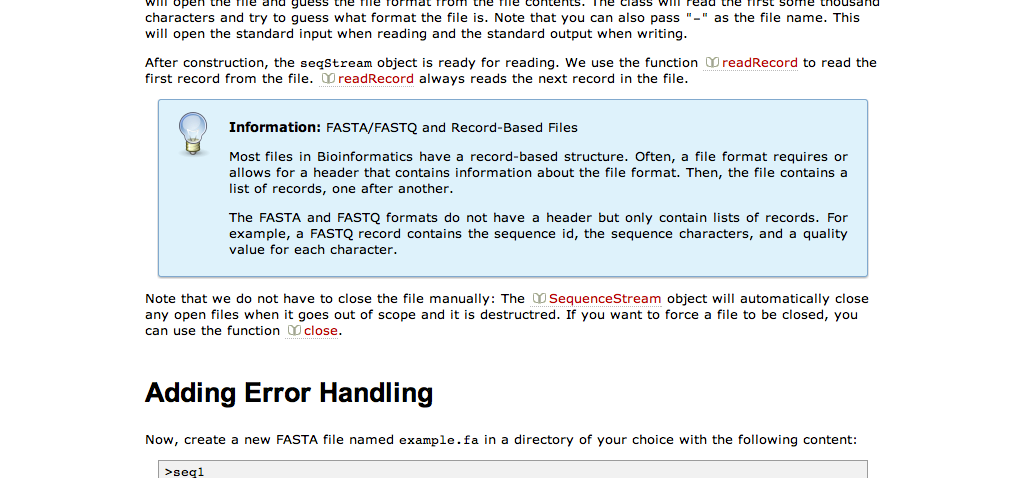 will open the file and guess the file format from the file contents. The class will read the first some thousand
characters and try to guess what format the file is. Note that you can also pass "-" as the file name. This
will open the standard input when reading and the standard output when writing.
After construction, the seqStream object is ready for reading. We use the function readRecord to read the
first record from the file. readRecord always reads the next record in the file.
Information: FASTA/FASTQ and Record-Based Files
Most files in Bioinformatics have a record-based structure. Often, a file format requires or
allows for a header that contains information about the file format. Then, the file contains a
list of records, one after another.
The FASTA and FASTQ formats do not have a header but only contain lists of records. For
example, a FASTQ record contains the sequence id, the sequence characters, and a quality
value for each character.
Note that we do not have to close the file manually: The SequenceStream object will automatically close
any open files when it goes out of scope and it is destructred. If you want to force a file to be closed, you
can use the function close.
Adding Error Handling
Now, create a new FASTA file named example.fa in a directory of your choice with the following content:
>seq1